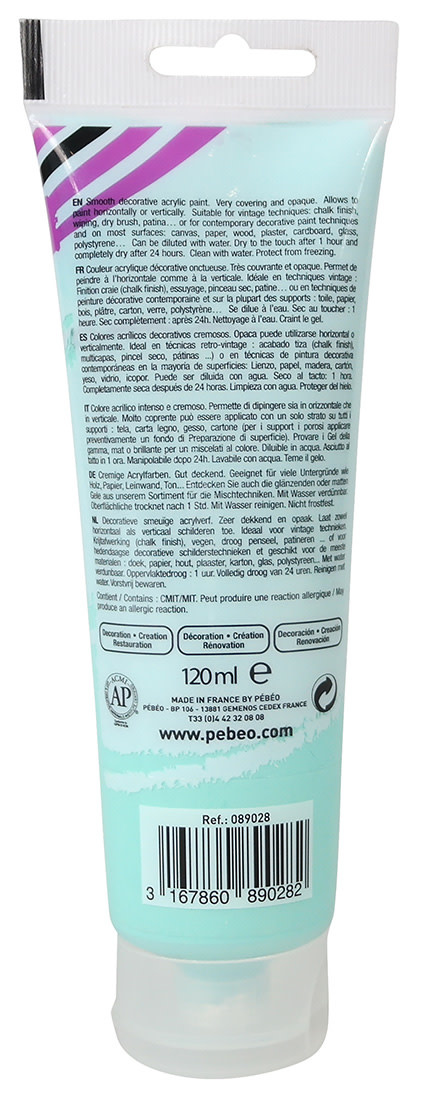 EN Smooth decorative acrylic paint. Very covering and opaque. Allows to
paint horizontally or vertically. Suitable for vintage techniques: chalk finish,
wiping, dry brush, patina... or for contemporary decorative paint techniques
and on most surfaces: canvas, paper, wood, plaster, cardboard, glass,
polystyrene... Can be diluted with water. Dry to the touch after 1 hour and
completely dry after 24 hours. Clean with water. Protect from freezing.
FR Couleur acrylique décorative onctueuse. Très couvrante et opaque. Permet de
peindre à l'horizontale comme à la verticale. Idéale en techniques vintage :
Finition craie (chalk finish), essuyage, pinceau sec, patine... ou en techniques de
peinture décorative contemporaine et sur la plupart des supports : toile, papier,
bois, plâtre, carton, verre, polystyrène... Se dilue à l'eau. Sec au toucher : 1
heure. Sec complètement : après 24h. Nettoyage à l'eau. Craint le gel.
ES Colores acrílicos decorativos cremosos. Opaca puede utilizarse horizontal o
verticalmente. Ideal en técnicas retro-vintage : acabado tiza (chalk finish),
multicapas, pincel seco, pátinas ...) o en técnicas de pintura decorativa
contemporáneas en la mayoría de superficies: Lienzo, papel, madera, cartón,
yeso, vidrio, icopor. Puede ser diluida con agua. Seco al tacto: 1 hora.
Completamente seca después de 24 horas. Limpieza con agua. Proteger del hielo.
IT Colore acrilico intenso e cremoso. Permette di dipingere sia in orizzontale che
in verticale. Molto coprente può essere applicato con un solo strato su tutti i
supporti : tela, carta legno, gesso, cartone (per i support i porosi applicare
preventivamente un fondo di Preparazione di superficie). Provare i Gel della
gamma, mat o brillante per un miscelati al colore. Diluibile in acqua. Asciutto al
tatto in 1 ora. Manipolabile dopo 24h. Lavabile con acqua. Teme il gelo.
DE Cremige Acrylfarben. Gut deckend. Geeignet für viele Untergründe wie
Holz, Papier, Leinwand, Ton... Entdecken Sie auch die glänzenden oder matten
Gele aus unserem Sortiment für die Mischtechniken. Mit Wasser verdünnbar.
Oberfläche trocknet nach 1 Std. Mit Wasser reinigen. Nicht frostfest.
NL Decoratieve smeuïge acrylverf. Zeer dekkend en opaak. Laat zowel
horizontaal als verticaal schilderen toe. Ideaal voor vintage technieken.
Krijtafwerking (chalk finish), vegen, droog penseel, patineren ... of voor
hedendaagse decoratieve schilderstechnieken et geschikt voor de meeste
materialen : doek, papier, hout, plaaster, karton, glas, polystyreen... Met water
verdunbaar. Oppervlaktedroog : 1 uur. Volledig droog van 24 uren. Reinigen met
water. Vorstvrij bewaren.
Contient / Contains : CMIT/MIT. Peut produire une réaction allergique / May
produce an allergic reaction.
Decoration • Creation
Restauration
Décoration • Création
Rénovation
Decoración • Creación
Renovación
120ml e
ACMI
AP
MADE IN FRANCE BY PÉBÉO
PÉBÉO - BP 106 - 13881 GEMENOS CEDEX FRANCE
T33 (0)4 42 32 08 08
www.pebeo.com
Ref.: 089028
3 167860 890282